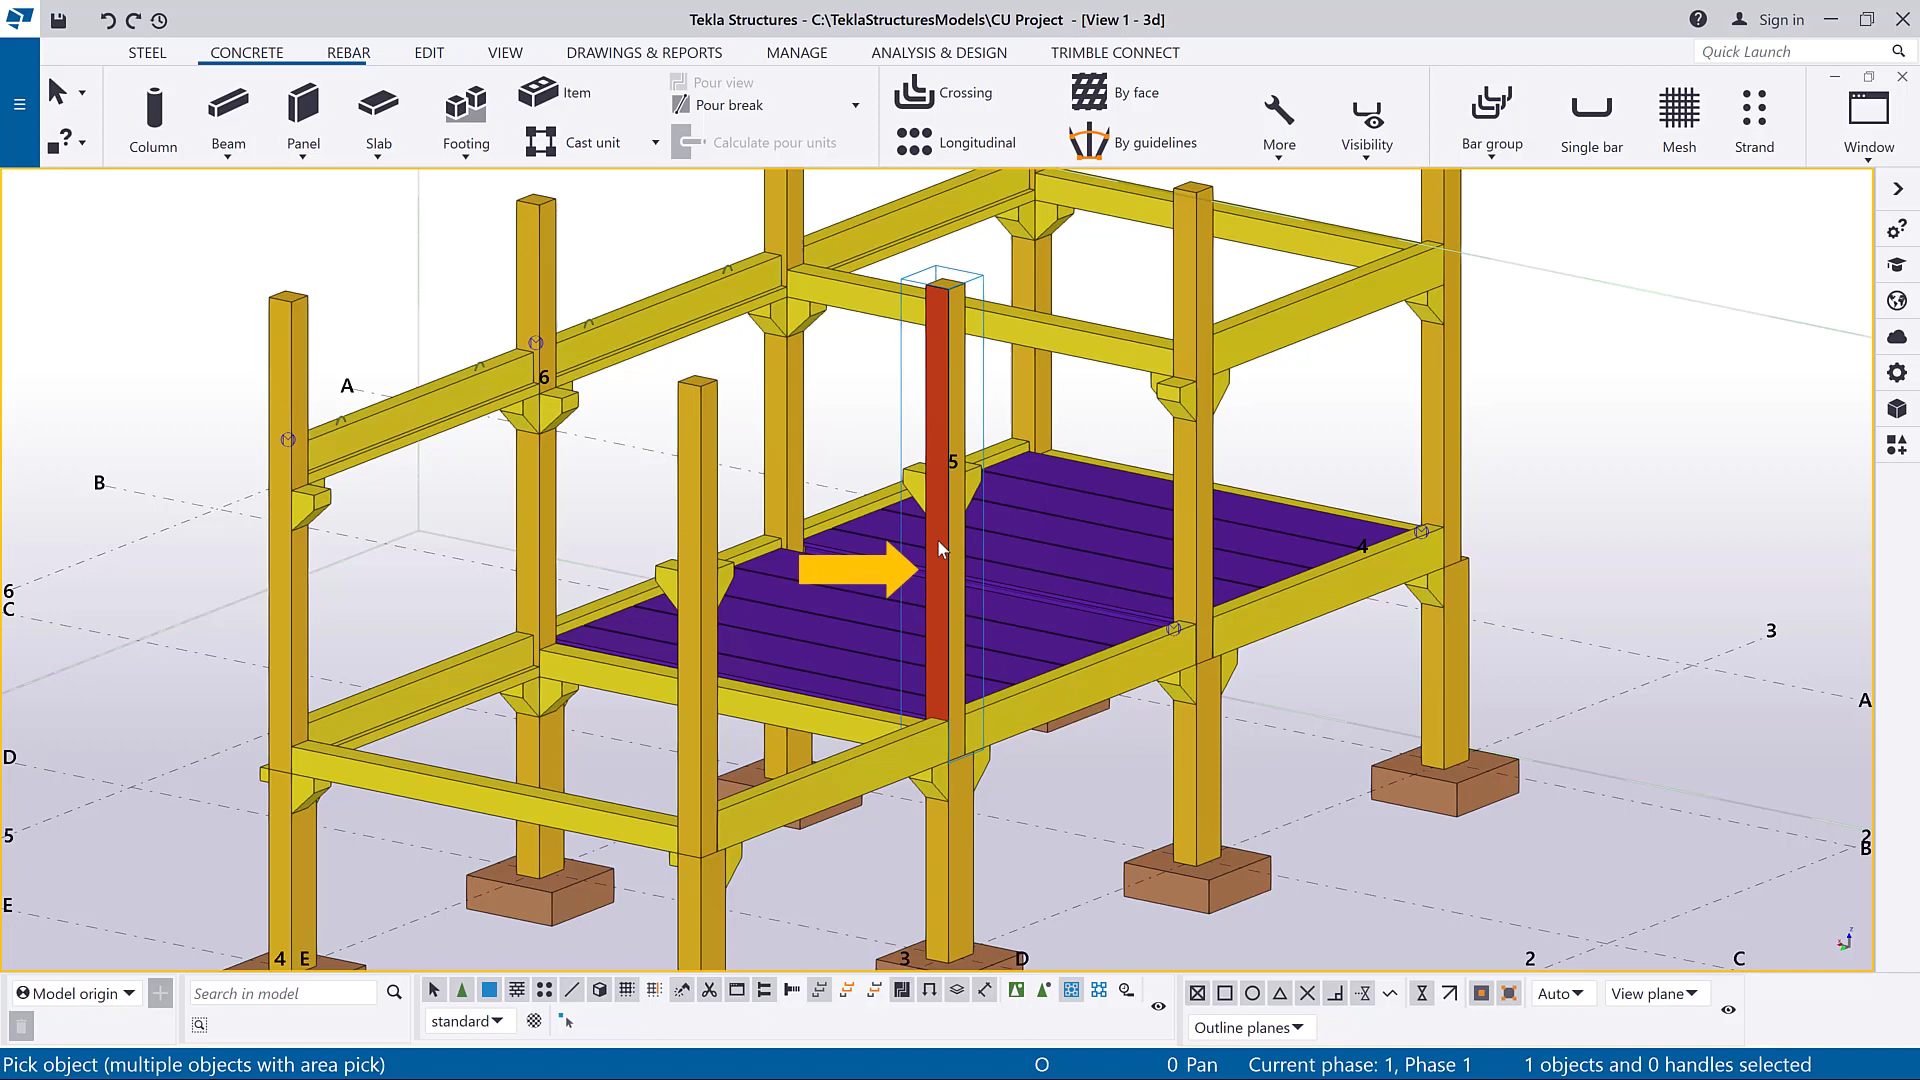 Tekla Structures - C:\TeklaStructuresModels\CU Project - [View 1 - 3d]
Sign in
STEEL CONCRETE REBAR EDIT VIEW DRAWINGS & REPORTS MANAGE ANALYSIS & DESIGN TRIMBLE CONNECT
Quick Launch
Column
Beam
Panel
Slab
Footing
Item
Cast unit
Pour view
Pour break
Calculate pour units
Crossing
Longitudinal
By face
By guidelines
More
Visibility
Bar group
Single bar
Mesh
Strand
Window
A
6
B
5
4
6
C
3
A
D
5
2
B
E
4 E
3 D
2
C
Model origin
Search in model
standard
Auto
View plane
Outline planes
Pick object (multiple objects with area pick)
O
0 Pan
Current phase: 1, Phase 1
1 objects and 0 handles selected